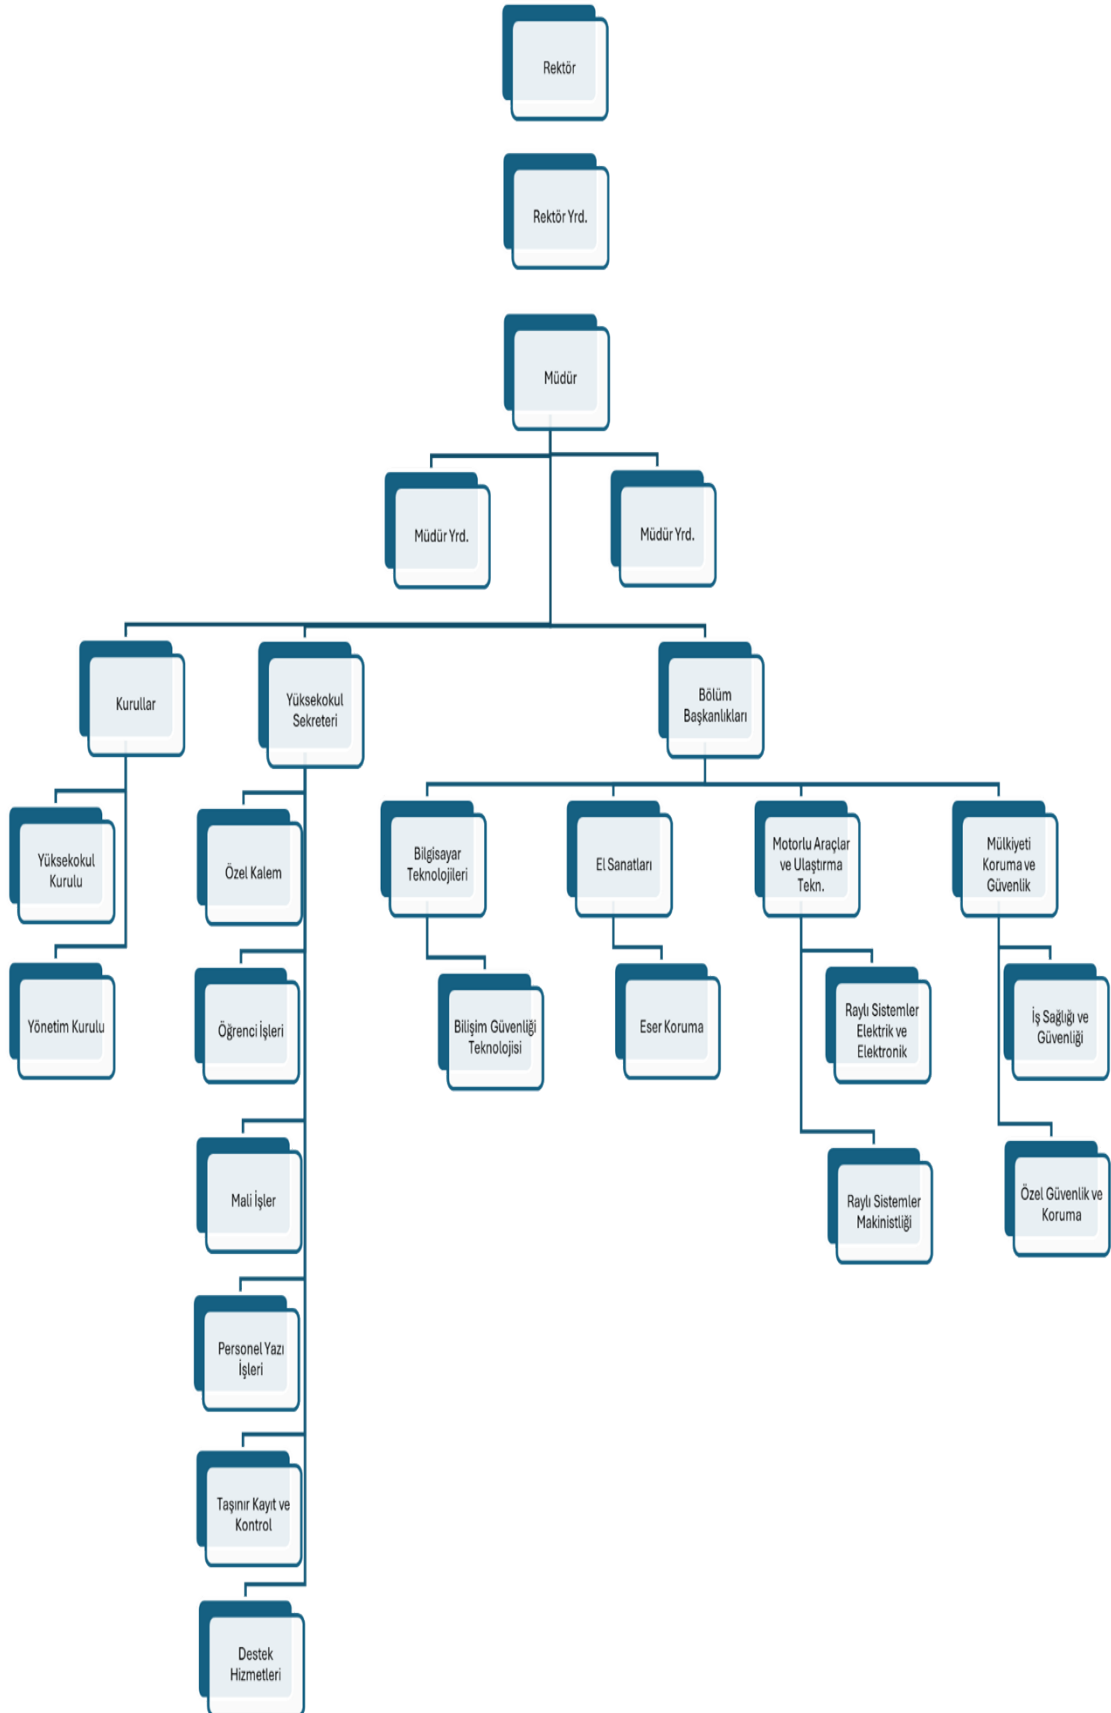 Rektör
Rektör Yrd.
Müdür
Müdür Yrd.
Müdür Yrd.
Kurullar
Yüksekokul
Sekreteri
Bölüm
Başkanlıkları
Yüksekokul
Kurulu
Yönetim Kurulu
Özel Kalem
Öğrenci İşleri
Mali İşler
Personel Yazı
İşleri
Taşınır Kayıt ve
Kontrol
Destek
Hizmetleri
Bilgisayar
Teknolojileri
Bilişim Güvenliği
Teknolojisi
El Sanatları
Eser Koruma
Motorlu Araçlar
ve Ulaştırma
Tekn.
Raylı Sistemler
Elektrik ve
Elektronik
Raylı Sistemler
Makinistliği
Mülkiyeti
Koruma ve
Güvenlik
İş Sağlığı ve
Güvenliği
Özel Güvenlik ve
Koruma